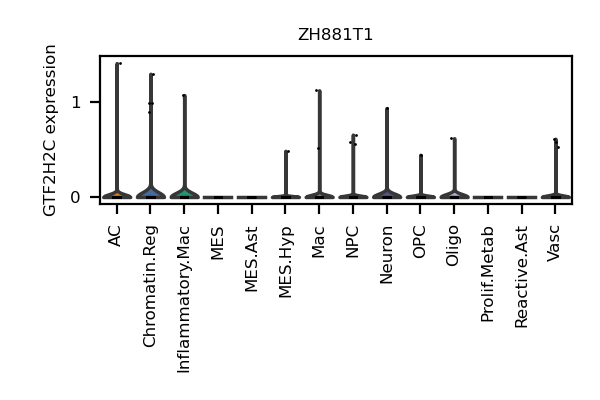 ZH881T1
GTF2H2C expression
1
0
AC
Chromatin.Reg
Inflammatory.Mac
MES
MES.Ast
MES.Hyp
Mac
NPC
Neuron
OPC
Oligo
Prolif.Metab
Reactive.Ast
Vasc